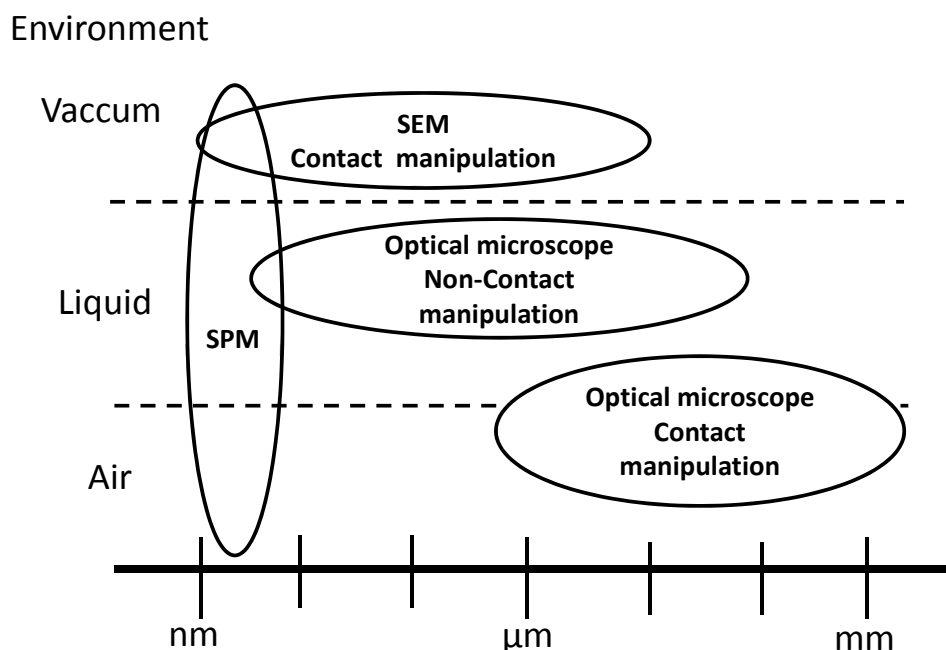 Environment
Vaccum
SEM
Contact manipulation
Optical microscope
Non-Contact
manipulation
Liquid
SPM
Optical microscope
Contact
manipulation
Air
nm
μm
mm